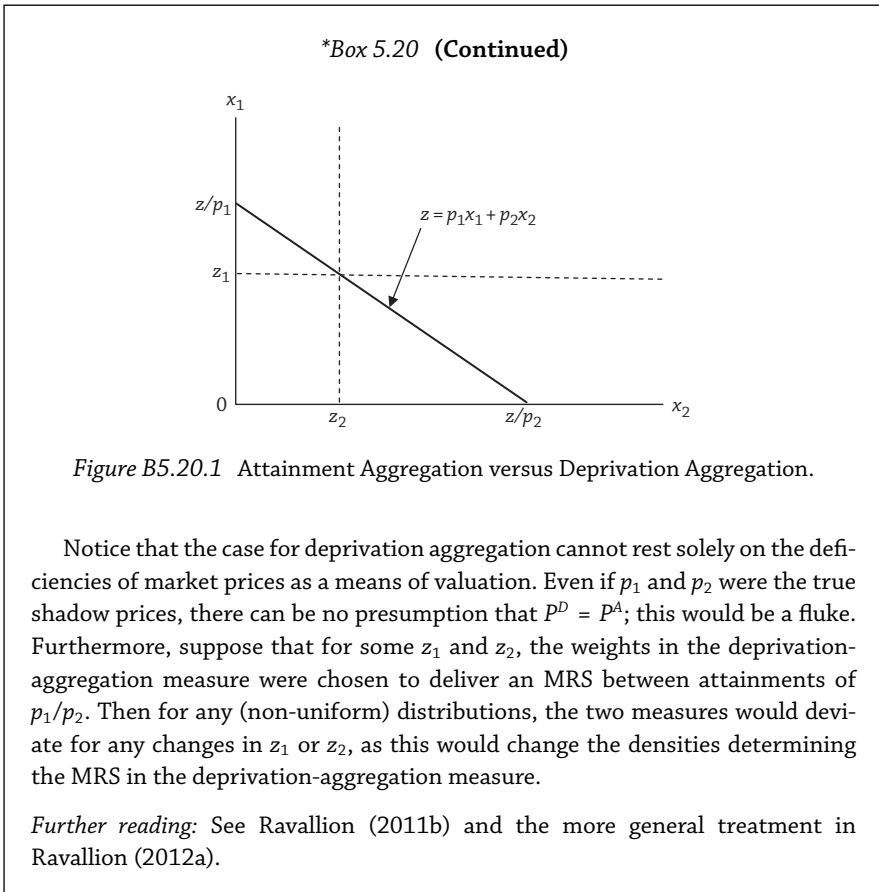 *Box 5.20 (Continued)
x₁
z/p₁
z = p₁x₁ + p₂x₂
z₁
0
z₂
z/p₂
x₂
Figure B5.20.1 Attainment Aggregation versus Deprivation Aggregation.
Notice that the case for deprivation aggregation cannot rest solely on the defi-
ciencies of market prices as a means of valuation. Even if p₁ and p₂ were the true
shadow prices, there can be no presumption that Pᴰ = Pᴬ; this would be a fluke.
Furthermore, suppose that for some z₁ and z₂, the weights in the deprivation-
aggregation measure were chosen to deliver an MRS between attainments of
p₁/p₂. Then for any (non-uniform) distributions, the two measures would devi-
ate for any changes in z₁ or z₂, as this would change the densities determining
the MRS in the deprivation-aggregation measure.
Further reading: See Ravallion (2011b) and the more general treatment in
Ravallion (2012a).